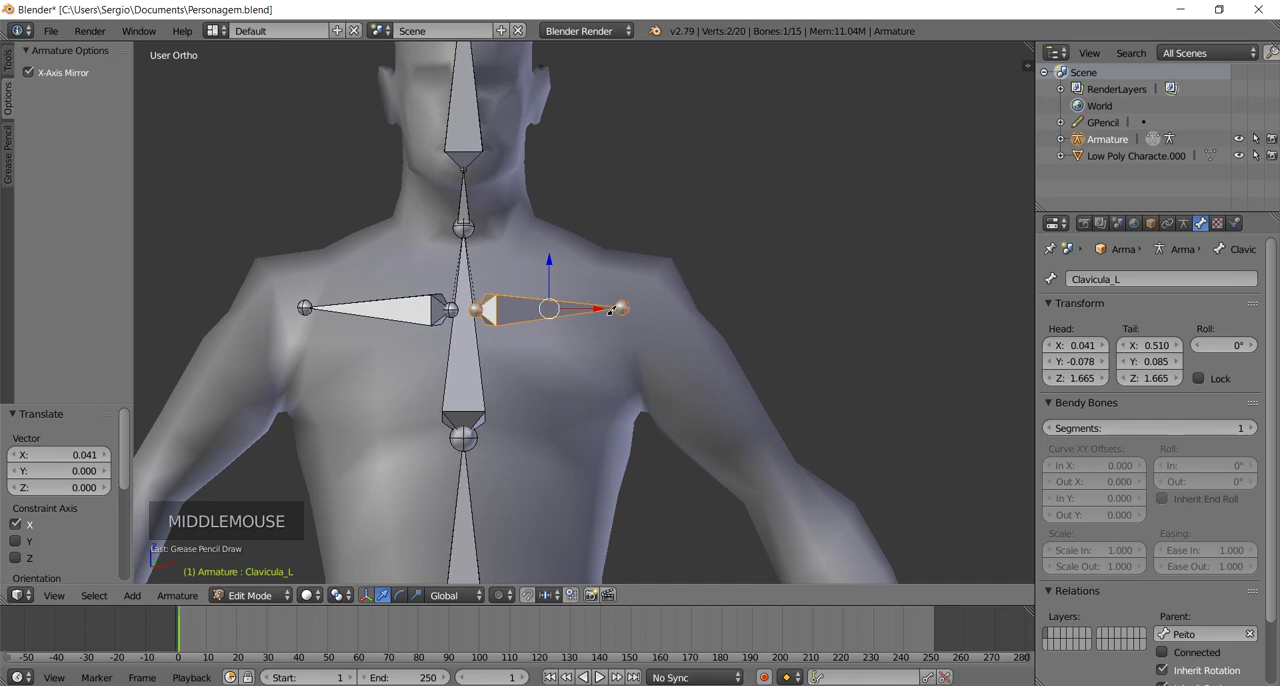 Blender* [C:\Users\Sergio\Documents\Personagem.blend]
File Render Window Help Default Scene Blender Render v2.79 | Verts:2/20 | Bones:1/15 | Mem:11.04M | Armature
Tools
Options
Grease Pencil
Armature Options
X-Axis Mirror
Translate
Vector
X: 0.041
Y: 0.000
Z: 0.000
Constraint Axis
X
Y
Z
Orientation
User Ortho
MIDDLEMOUSE
Last: Grease Pencil Draw
(1) Armature : Clavicula_L
View Select Add Armature Edit Mode Global
View Search All Scenes
Scene
RenderLayers
World
GPencil
Armature
Low Poly Characte.000
Arma Arma Clavic
Clavicula_L
Transform
Head: Tail: Roll:
X: 0.041 X: 0.510 0°
Y: -0.078 Y: 0.085
Z: 1.665 Z: 1.665 Lock
Bendy Bones
Segments: 1
Curve XY Offsets: Roll:
In X: 0.000 In: 0°
Out X: 0.000 Out: 0°
In Y: 0.000 Inherit End Roll
Out Y: 0.000
Scale: Easing:
Scale In: 1.000 Ease In: 1.000
Scale Out: 1.000 Ease Out: 1.000
Relations
Layers: Parent:
Peito
Connected
Inherit Rotation
-50 -40 -30 -20 -10 0 10 20 30 40 50 60 70 80 90 100 110 120 130 140 150 160 170 180 190 200 210 220 230 240 250 260 270 280
View Marker Frame Playback Start: 1 End: 250 1 No Sync